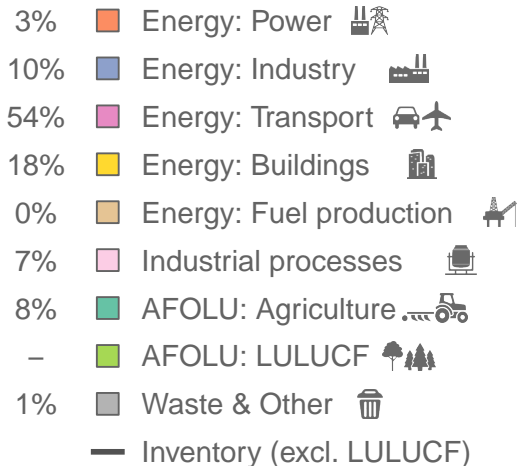 3% Energy: Power
10% Energy: Industry
54% Energy: Transport
18% Energy: Buildings
0% Energy: Fuel production
7% Industrial processes
8% AFOLU: Agriculture
– AFOLU: LULUCF
1% Waste & Other
Inventory (excl. LULUCF)